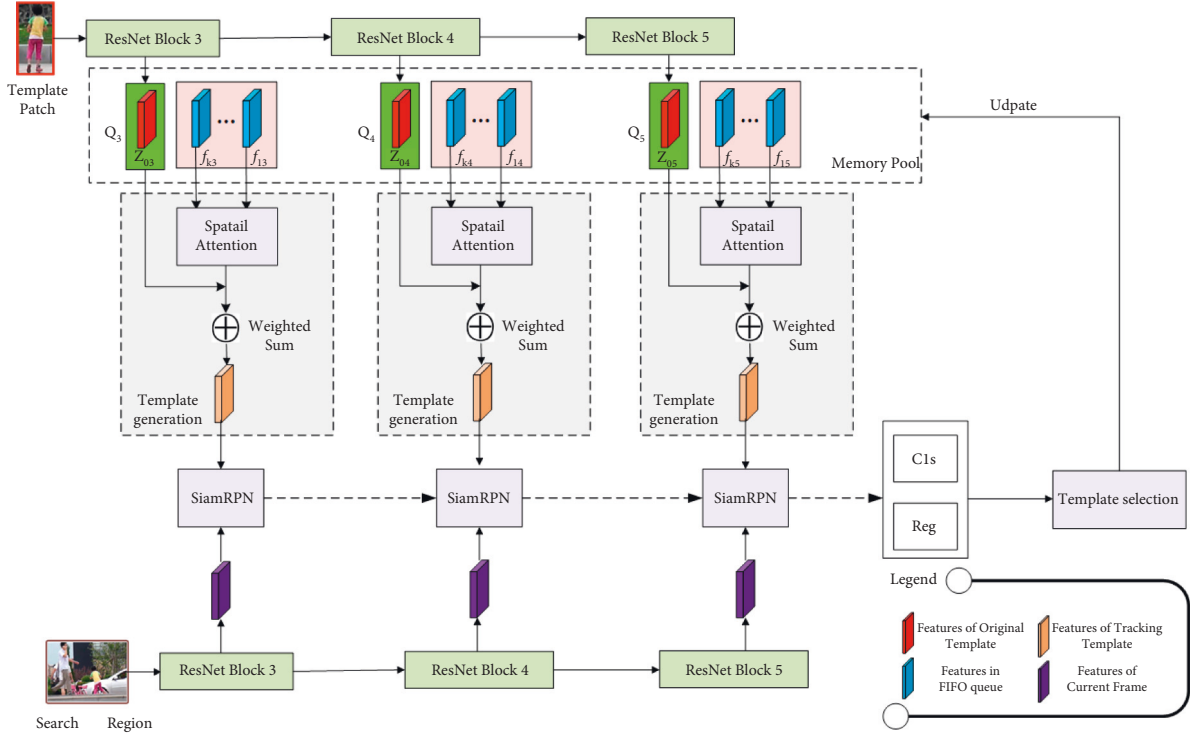 ResNet Block 3
ResNet Block 4
ResNet Block 5
Template
Patch
Q3
Z03
fk3
f13
Q4
Z04
fk4
f14
Q5
Z05
fk5
f15
Memory Pool
Udpate
Spatail
Attention
Spatail
Attention
Spatail
Attention
Weighted
Sum
Weighted
Sum
Weighted
Sum
Template
generation
Template
generation
Template
generation
SiamRPN
SiamRPN
SiamRPN
C1s
Reg
Template selection
ResNet Block 3
ResNet Block 4
ResNet Block 5
Search Region
Legend
Features of Original
Template
Features of Tracking
Template
Features in
FIFO queue
Features of
Current Frame